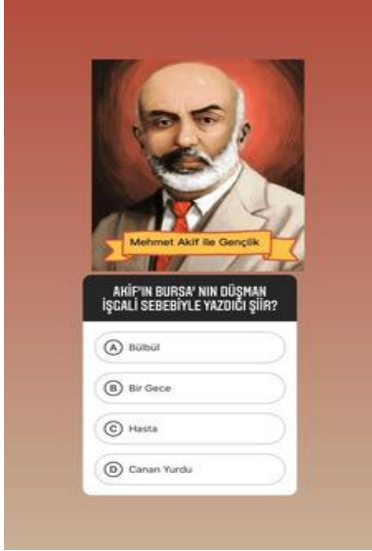 Mehmet Akif ile Gençlik
AKİF'IN BURSA' NIN DÜŞMAN
İŞGALİ SEBEBİYLE YAZDIĞI ŞİİR?
A Bülbül
B Bir Gece
C Hasta
D Canan Yurdu